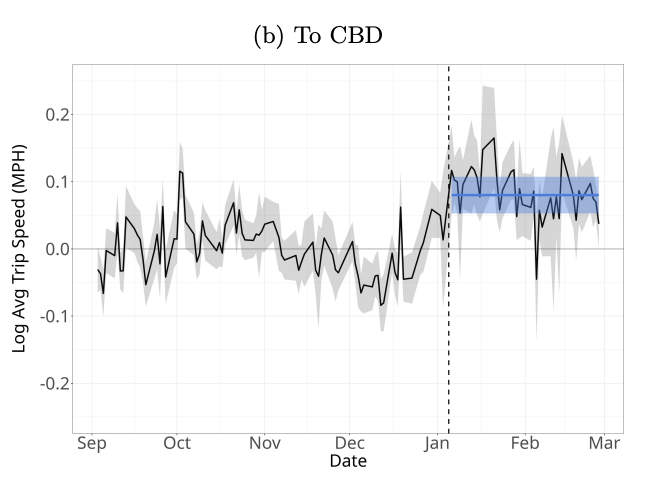 (b) To CBD
Log Avg Trip Speed (MPH)
0.2
0.1
0.0
-0.1
-0.2
Sep Oct Nov Dec Jan Feb Mar
Date